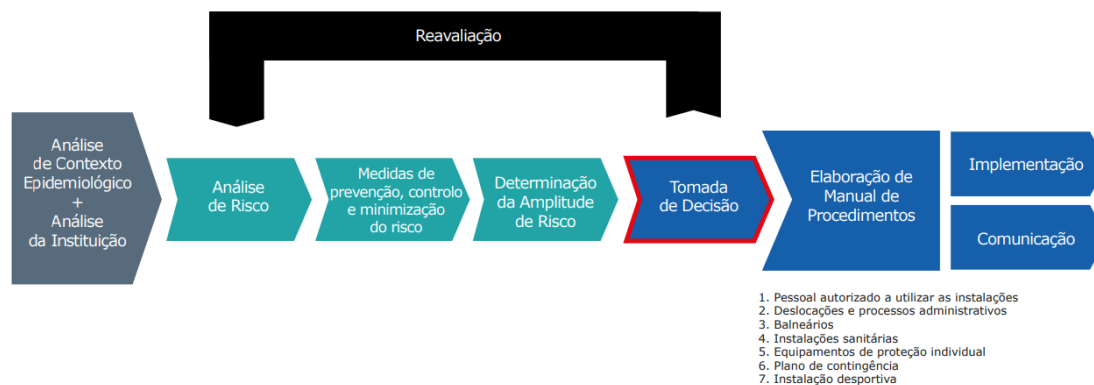 Reavaliação
Análise
de Contexto
Epidemiológico
+
Análise
da Instituição
Análise
de Risco
Medidas de
prevenção, controlo
e minimização
do risco
Determinação
da Amplitude
de Risco
Tomada
de Decisão
Elaboração de
Manual de
Procedimentos
Implementação
Comunicação
1. Pessoal autorizado a utilizar as instalações
2. Deslocações e processos administrativos
3. Balneários
4. Instalações sanitárias
5. Equipamentos de proteção individual
6. Plano de contingência
7. Instalação desportiva